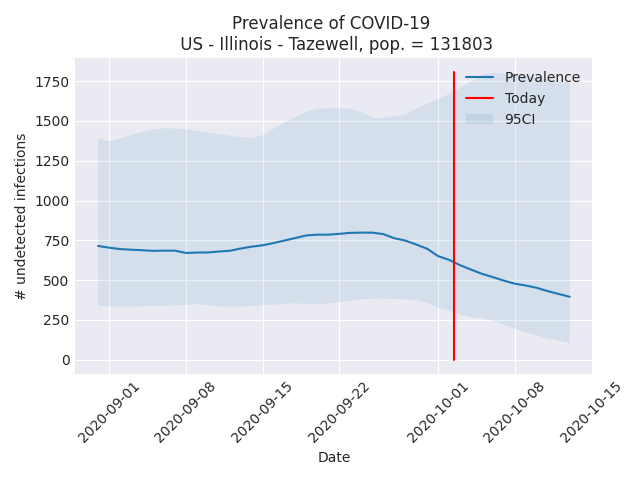 Prevalence of COVID-19
US - Illinois - Tazewell, pop. = 131803
Prevalence
Today
95CI
# undetected infections
1750
1500
1250
1000
750
500
250
0
2020-09-01
2020-09-08
2020-09-15
2020-09-22
2020-10-01
2020-10-08
2020-10-15
Date